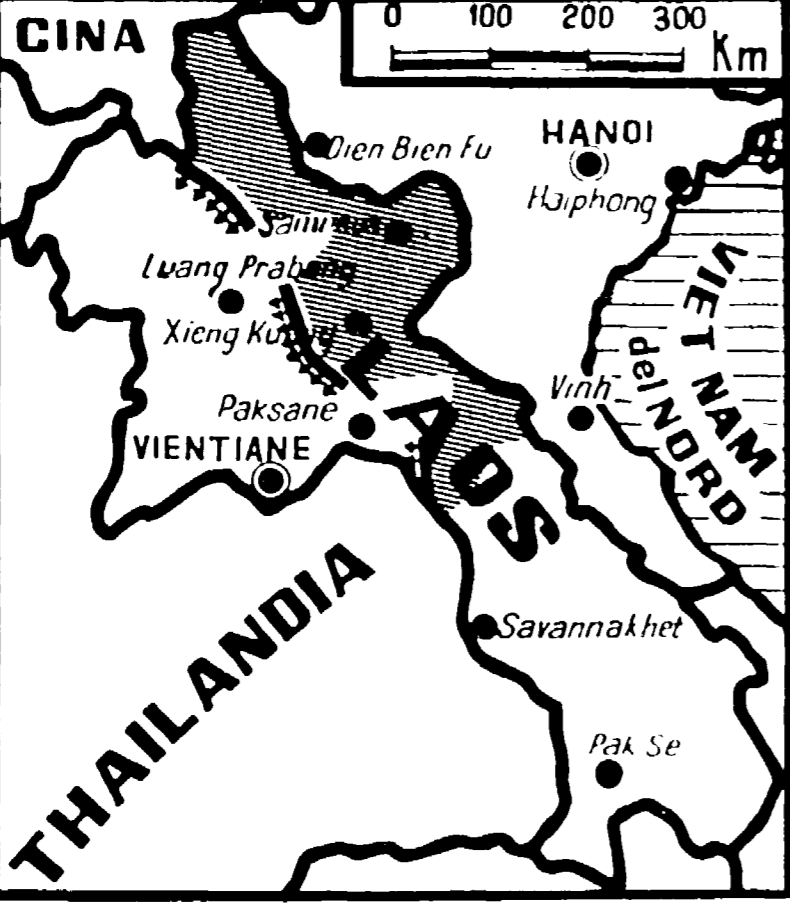 CINA
0 100 200 300
Km
HANOI
Dien Bien Fu
Haiphong
Luang Prabang
Xieng
VIET NAM
del NORD
Vinh
Paksane
VIENTIANE
LAOS
THAILANDIA
Savannakhet
Pak Se